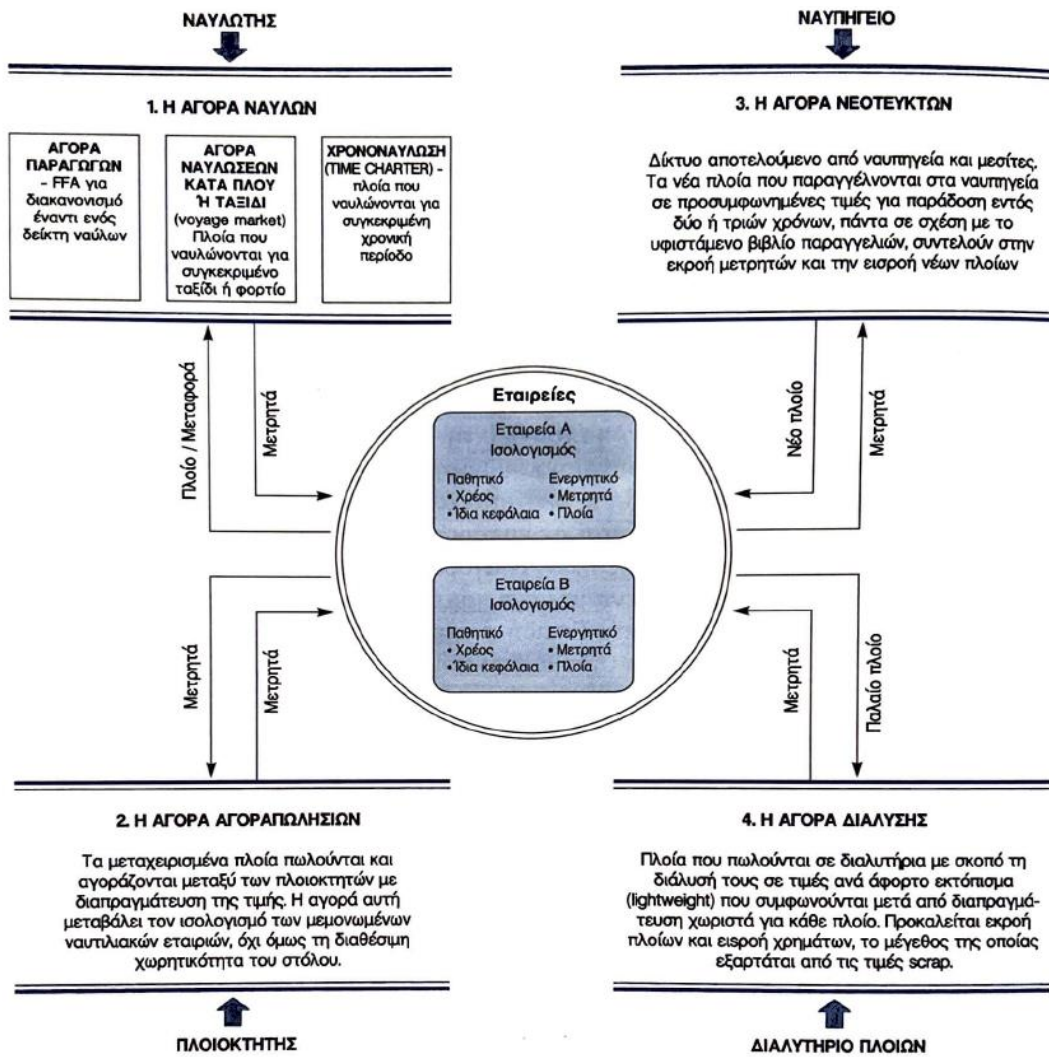 ΝΑΥΛΩΤΗΣ
1. Η ΑΓΟΡΑ ΝΑΥΛΩΝ
ΑΓΟΡΑ
ΠΑΡΑΓΩΓΩΝ
– FFA για
διακανονισμό
έναντι ενός
δείκτη ναύλων
ΑΓΟΡΑ
ΝΑΥΛΩΣΕΩΝ
ΚΑΤΑ ΠΛΟΥ
Ή ΤΑΞΙΔΙ
(voyage market)
Πλοία που
ναυλώνονται για
συγκεκριμένο
ταξίδι ή φορτίο
ΧΡΟΝΟΝΑΥΛΩΣΗ
(TIME CHARTER) –
πλοία που
ναυλώνονται για
συγκεκριμένη
χρονική
περίοδο
ΝΑΥΠΗΓΕΙΟ
3. Η ΑΓΟΡΑ ΝΕΟΤΕΥΚΤΩΝ
Δίκτυο αποτελούμενο από ναυπηγεία και μεσίτες.
Τα νέα πλοία που παραγγέλνονται στα ναυπηγεία
σε προσυμφωνημένες τιμές για παράδοση εντός
δύο ή τριών χρόνων, πάντα σε σχέση με το
υφιστάμενο βιβλίο παραγγελιών, συντελούν στην
εκροή μετρητών και την εισροή νέων πλοίων
Πλοίο / Μεταφορά
Μετρητά
Νέο πλοίο
Μετρητά
Εταιρείες
Εταιρεία Α
Ισολογισμός
Παθητικό
• Χρέος
• Ίδια κεφάλαια
Ενεργητικό
• Μετρητά
• Πλοία
Εταιρεία Β
Ισολογισμός
Παθητικό
• Χρέος
• Ίδια κεφάλαια
Ενεργητικό
• Μετρητά
• Πλοία
Μετρητά
Μετρητά
Μετρητά
Παλαίο πλοίο
2. Η ΑΓΟΡΑ ΑΓΟΡΑΠΩΛΗΣΙΩΝ
Τα μεταχειρισμένα πλοία πωλούνται και
αγοράζονται μεταξύ των πλοιοκτητών με
διαπραγμάτευση της τιμής. Η αγορά αυτή
μεταβάλει τον ισολογισμό των μεμονωμένων
ναυτιλιακών εταιριών, όχι όμως τη διαθέσιμη
χωρητικότητα του στόλου.
ΠΛΟΙΟΚΤΗΤΗΣ
4. Η ΑΓΟΡΑ ΔΙΑΛΥΣΗΣ
Πλοία που πωλούνται σε διαλυτήρια με σκοπό τη
διάλυσή τους σε τιμές ανά άφορτο εκτόπισμα
(lightweight) που συμφωνούνται μετά από διαπραγμά-
τευση χωριστά για κάθε πλοίο. Προκαλείται εκροή
πλοίων και εισροή χρημάτων, το μέγεθος της οποίας
εξαρτάται από τις τιμές scrap.
ΔΙΑΛΥΤΗΡΙΟ ΠΛΟΙΩΝ